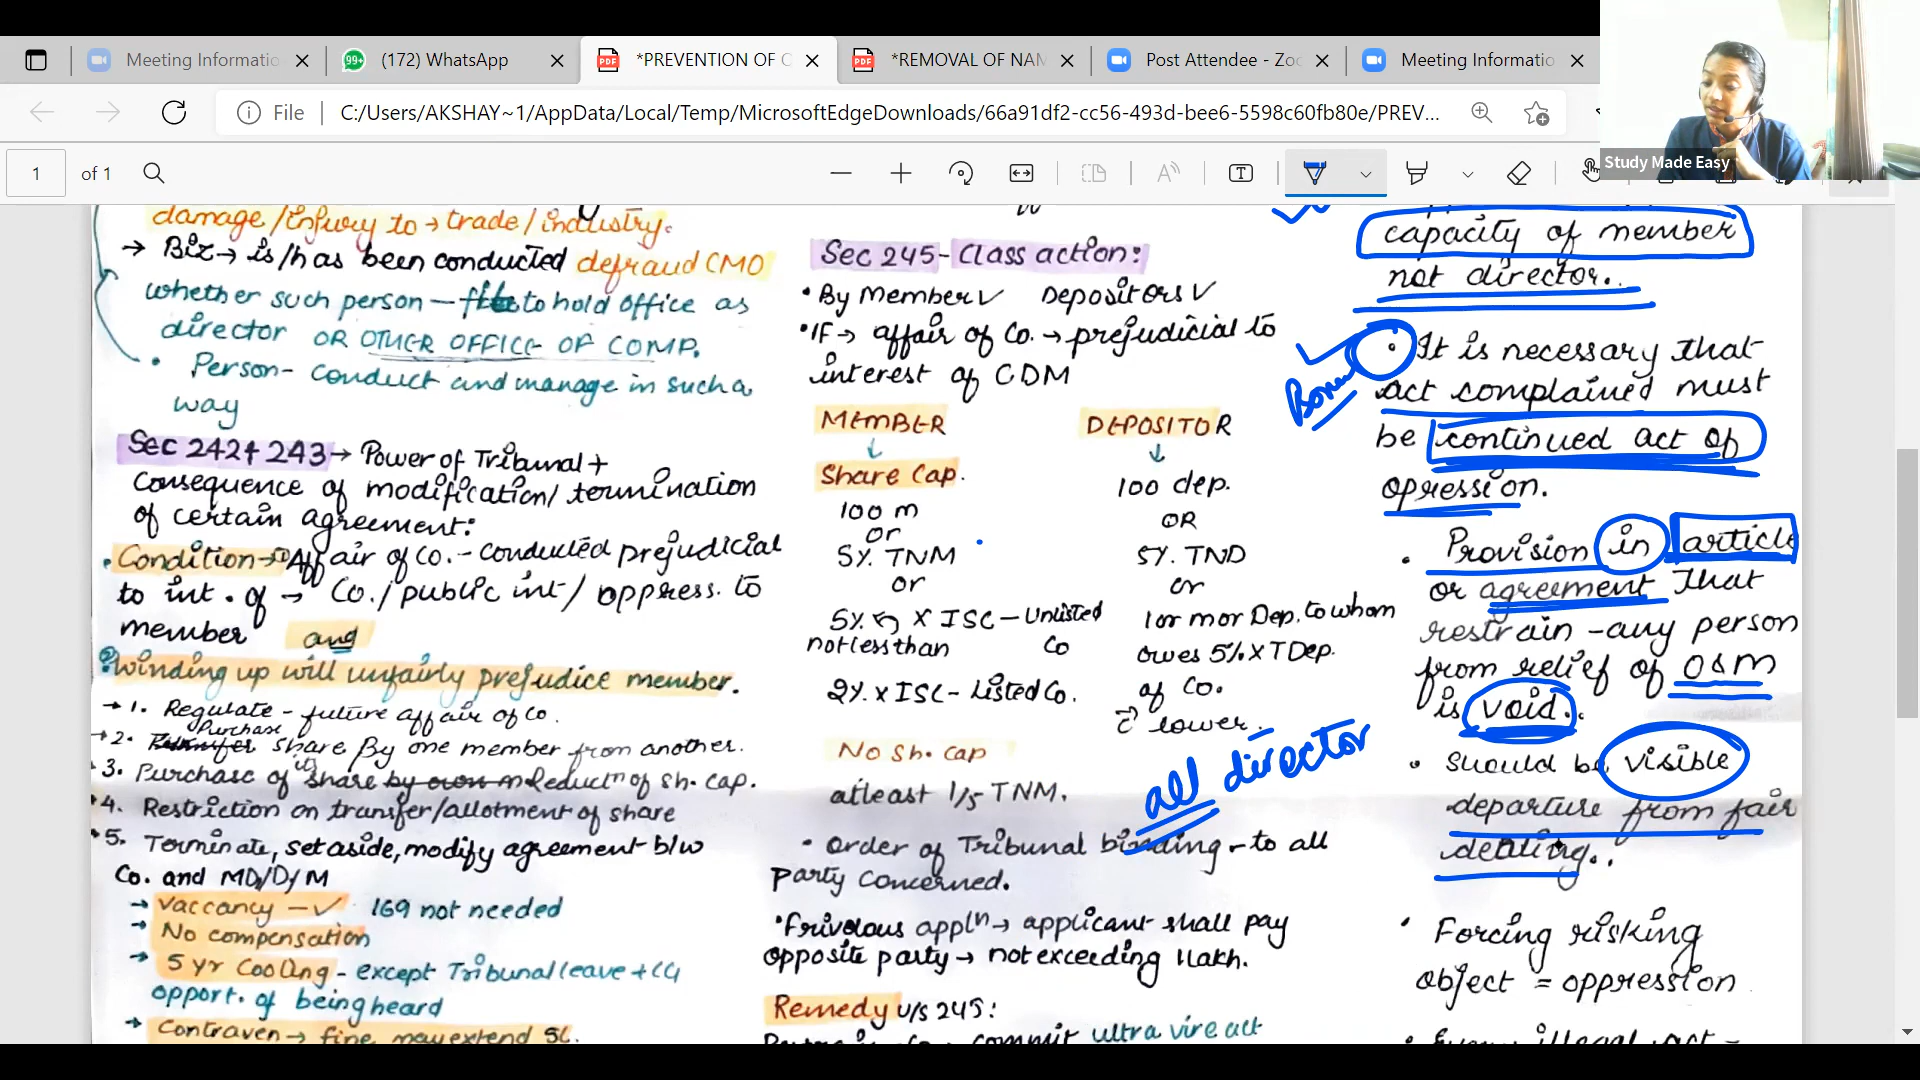 Meeting Informatio
(172) WhatsApp
*PREVENTION OF O
*REMOVAL OF NAM
Post Attendee - Zoo
Meeting Informatio
File
C:/Users/AKSHAY~1/AppData/Local/Temp/MicrosoftEdgeDownloads/66a91df2-cc56-493d-bee6-5598c60fb80e/PREV...
Study Made Easy
1
of 1
damage/injury to → trade/industry.
→ Biz → is/has been conducted defraud CMO
whether such person — to hold office as
director OR OTHER OFFICE OF COMP.
• Person - conduct and manage in such a
way
Sec 242+ 243 → Power of Tribunal +
Consequence of modification/termination
of certain agreement:
• Condition → ① Affair of Co. - conducted prejudicial
to int. of → Co./public int/ oppress. to
member and
② winding up will unfairly prejudice member.
→ 1. Regulate - future affair of Co.
Purchase
→ 2. share By one member from another.
3. Purchase of its share by Reductn of sh. cap.
4. Restriction on transfer/allotment of share
5. Terminate, set aside, modify agreement b/w
Co. and MD/D/M
→ vaccancy — ✓ 169 not needed
→ No compensation
→ 5 yr Cooling - except Tribunal leave + CG
opport. of being heard
→ Contraven → fine may extend 5L.
Sec 245 - Class action:
• By Member ✓ Depositors ✓
• IF → affair of Co. → prejudicial to
interest of CDM
MEMBER
↓
Share Cap.
100 m
or
5% TNM
or
5% X ISC - Unlisted
not less than Co
2% X ISC - Listed Co.
No Sh. cap
atleast 1/5 TNM.
DEPOSITOR
↓
100 dep.
OR
5% TND
or
1 or mor Dep. to whom
owes 5% X T Dep.
of Co.
lower.
all director
• Order of Tribunal binding - to all
Party Concerned.
• Frivolous appln → applicant shall pay
opposite party → not exceeding 1 lakh.
Remedy u/s 245:
commit ultra vire act
capacity of member
not director.
• It is necessary that
act complained must
be continued act of
opression.
• Provision in article
or agreement that
restrain - any person
from relief of O&M
is void.
• Should be visible
departure from fair
dealing.
• Forcing risking
object = oppression